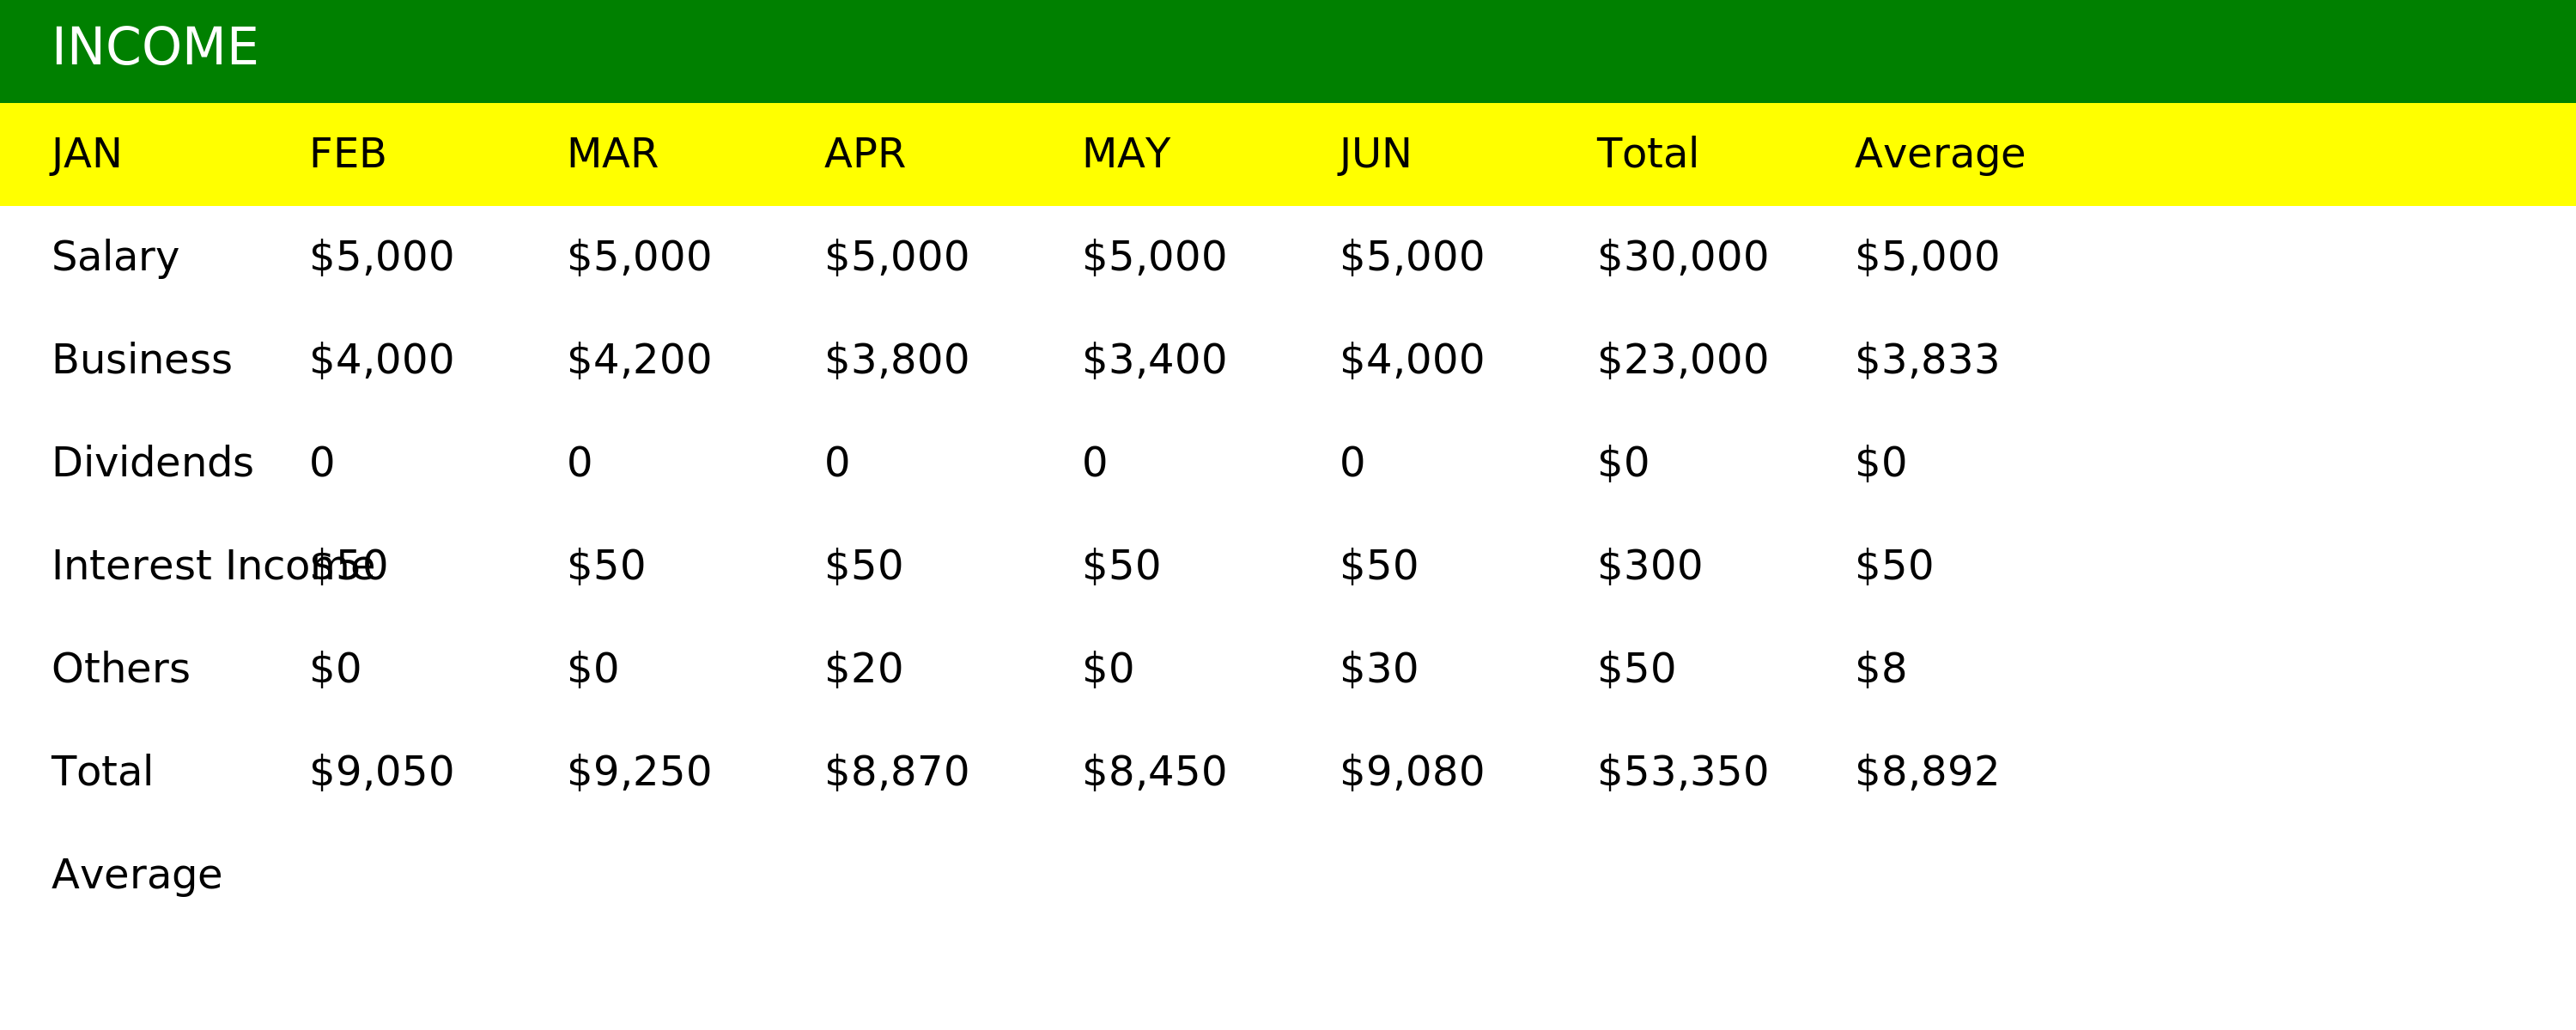 INCOME
JAN FEB MAR APR MAY JUN Total Average
Salary $5,000 $5,000 $5,000 $5,000 $5,000 $30,000 $5,000
Business $4,000 $4,200 $3,800 $3,400 $4,000 $23,000 $3,833
Dividends 0 0 0 0 0 $0 $0
Interest Income $50 $50 $50 $50 $50 $300 $50
Others $0 $0 $20 $0 $30 $50 $8
Total $9,050 $9,250 $8,870 $8,450 $9,080 $53,350 $8,892
Average